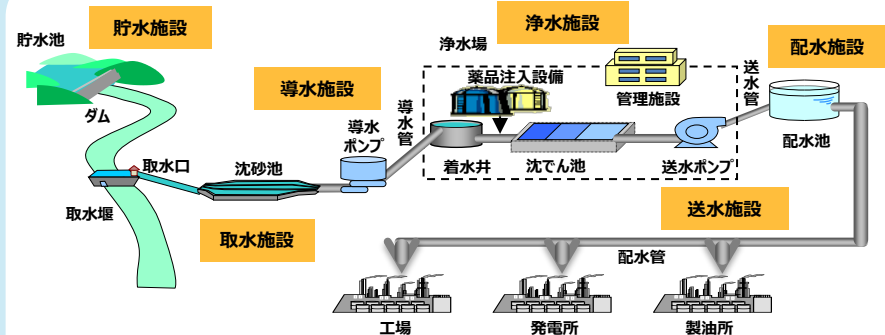 貯水池
貯水施設
ダム
取水口
取水堰
沈砂池
取水施設
導水施設
導水
ポンプ
導水管
浄水場
浄水施設
薬品注入設備
管理施設
着水井
沈でん池
送水ポンプ
送水管
配水施設
配水池
送水施設
配水管
工場
発電所
製油所